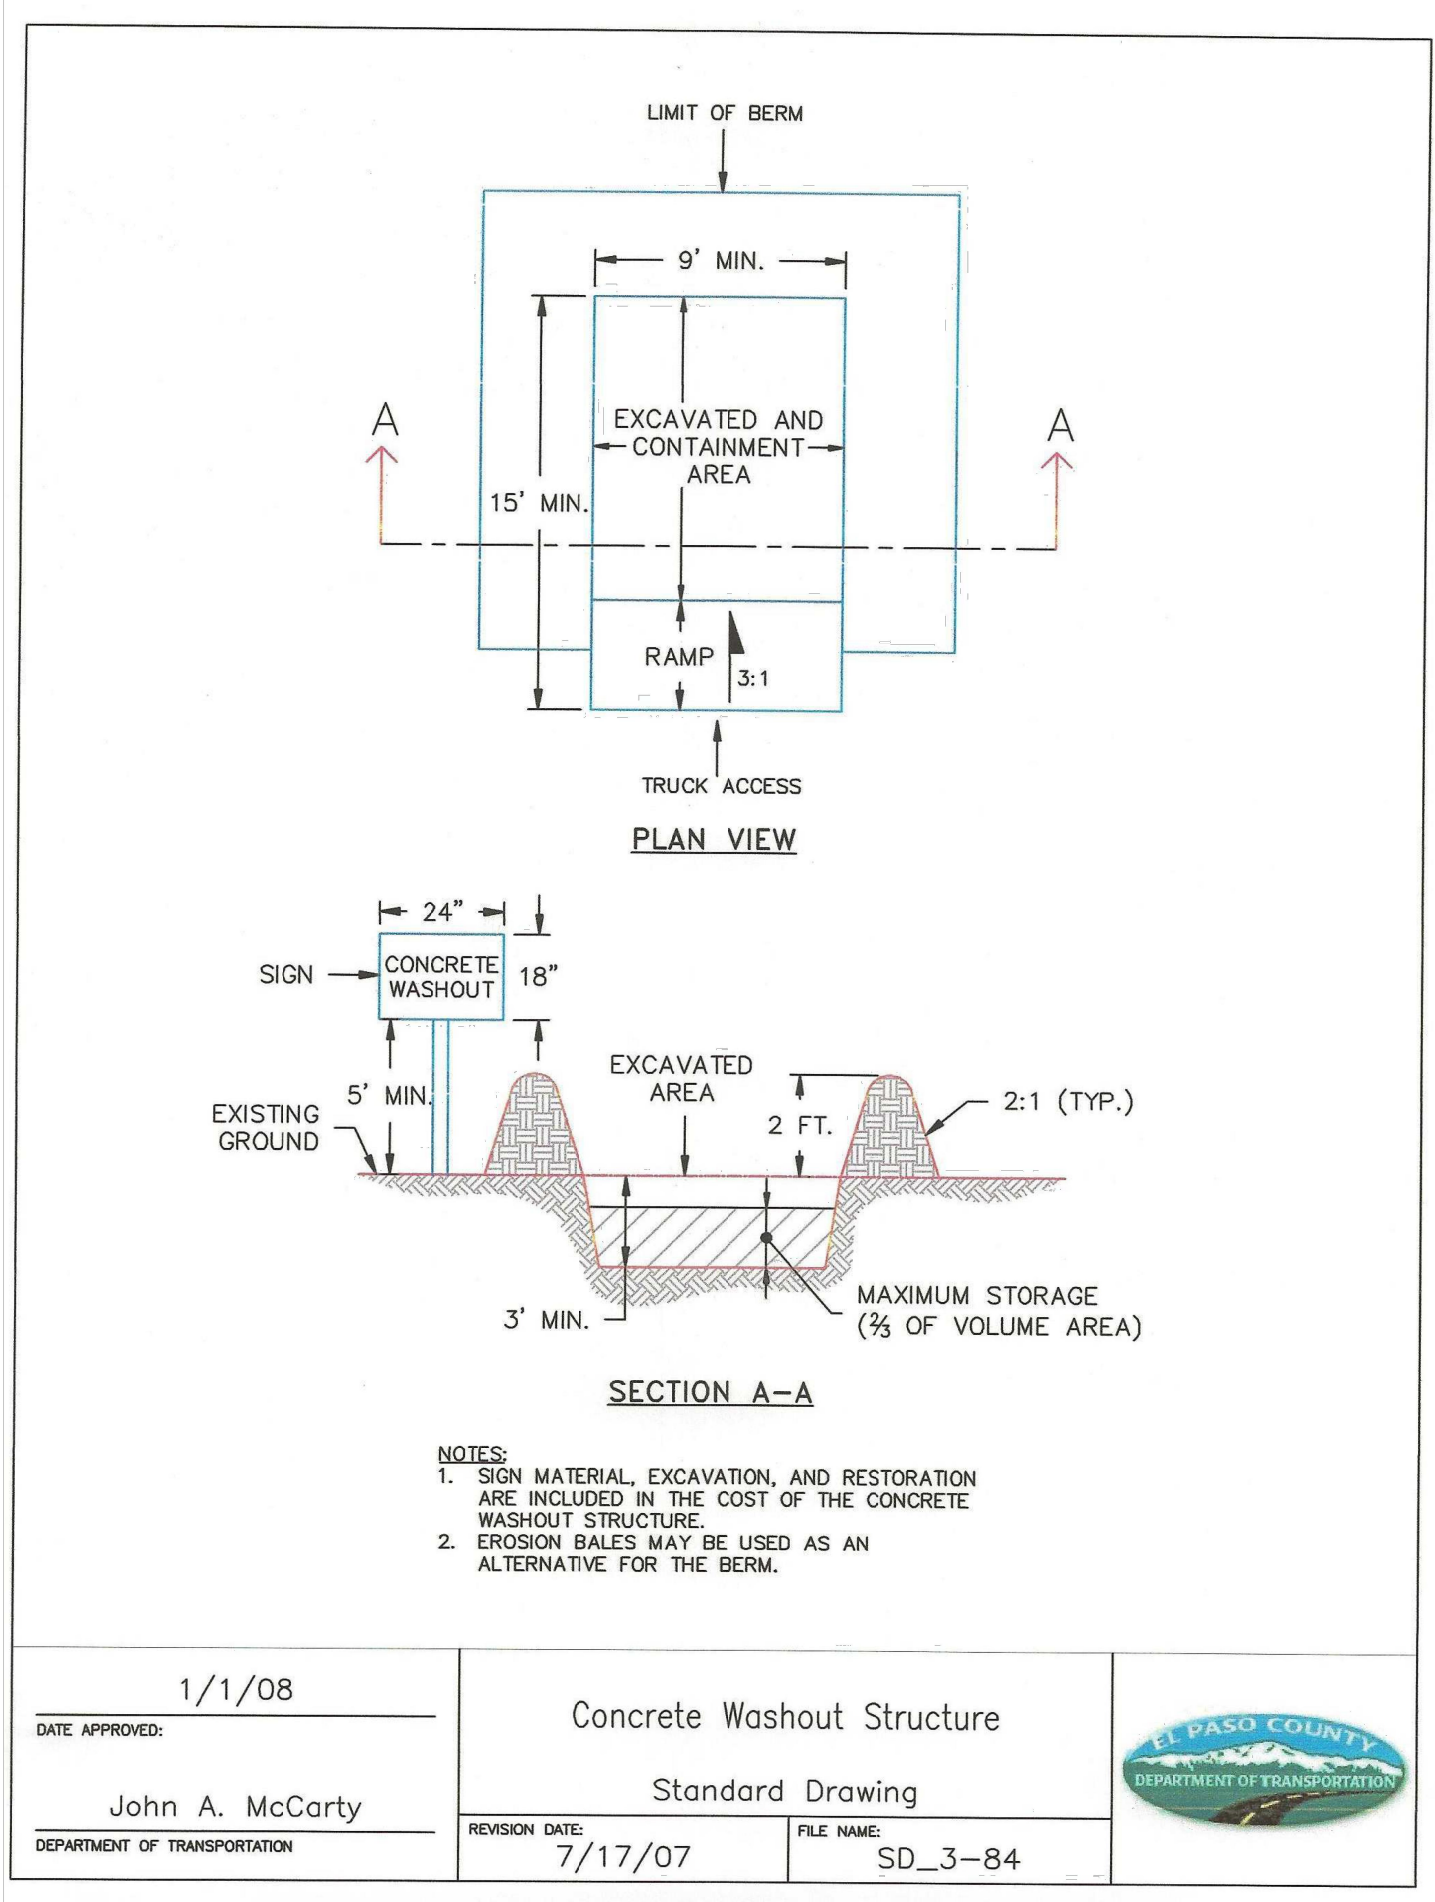 LIMIT OF BERM
9' MIN.
A
EXCAVATED AND
CONTAINMENT
AREA
A
15' MIN.
RAMP
3:1
TRUCK ACCESS
PLAN VIEW
24"
SIGN
CONCRETE
WASHOUT
18"
EXCAVATED
AREA
5' MIN.
2:1 (TYP.)
EXISTING
GROUND
2 FT.
3' MIN.
MAXIMUM STORAGE
(⅔ OF VOLUME AREA)
SECTION A-A
NOTES:
1. SIGN MATERIAL, EXCAVATION, AND RESTORATION
ARE INCLUDED IN THE COST OF THE CONCRETE
WASHOUT STRUCTURE.
2. EROSION BALES MAY BE USED AS AN
ALTERNATIVE FOR THE BERM.
1/1/08
DATE APPROVED:
John A. McCarty
DEPARTMENT OF TRANSPORTATION
Concrete Washout Structure
Standard Drawing
REVISION DATE:
7/17/07
FILE NAME:
SD_3-84
EL PASO COUNTY
DEPARTMENT OF TRANSPORTATION